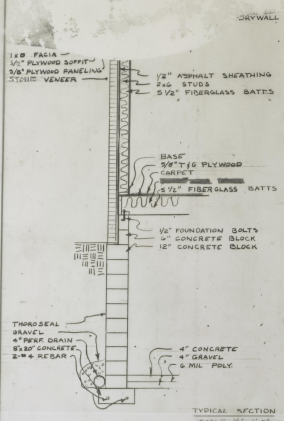 DRYWALL
1x8 FACIA
1/2" PLYWOOD SOFFIT
5/8" PLYWOOD PANELING
STONE VENEER
1/2" ASPHALT SHEATHING
2x6 STUDS
5 1/2" FIBERGLASS BATTS
BASE
5/8" T&G PLYWOOD
CARPET
5 1/2" FIBERGLASS BATTS
1/2" FOUNDATION BOLTS
6" CONCRETE BLOCK
12" CONCRETE BLOCK
THOROSEAL
GRAVEL
4" PERF. DRAIN
8"x20" CONCRETE
2-#4 REBAR
4" CONCRETE
4" GRAVEL
6 MIL POLY.
TYPICAL SECTION